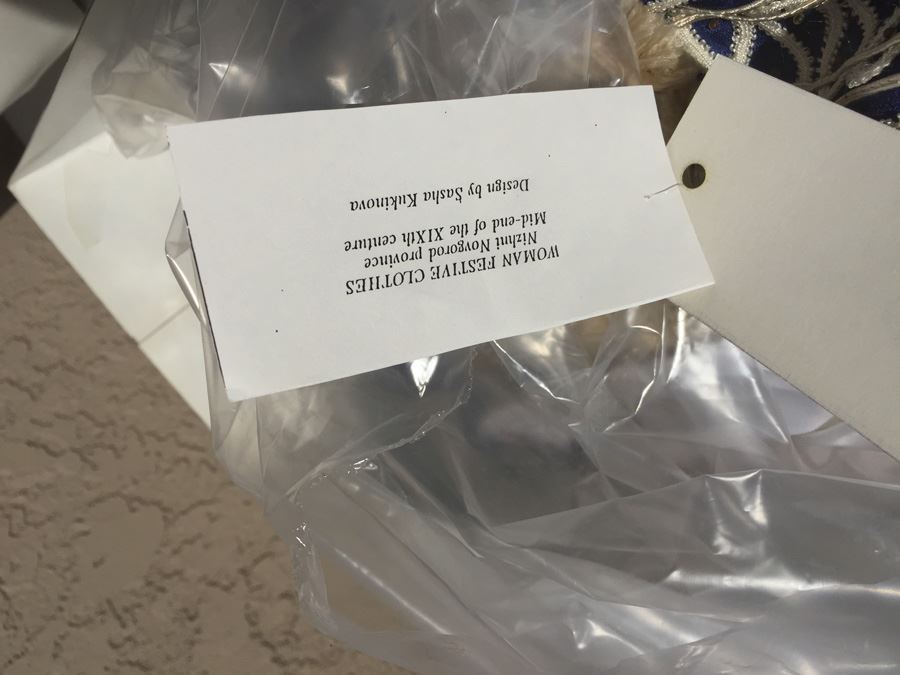 WOMAN FESTIVE CLOTHES
Nizhni Novgorod province
Mid-end of the XIXth centure
Design by Sasha Kukinova